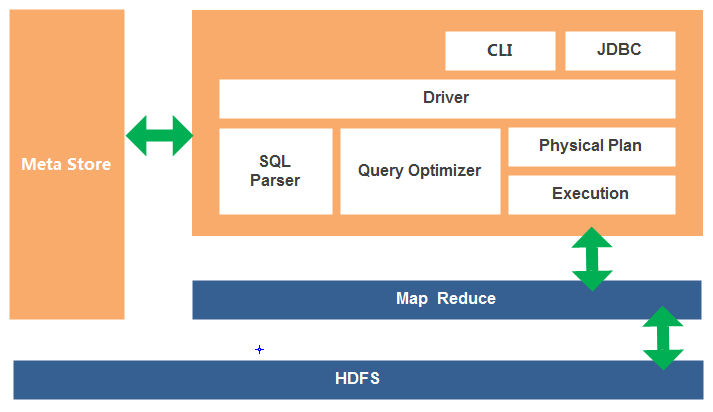 CLI
JDBC
Driver
Meta Store
SQL
Parser
Query Optimizer
Physical Plan
Execution
Map Reduce
HDFS